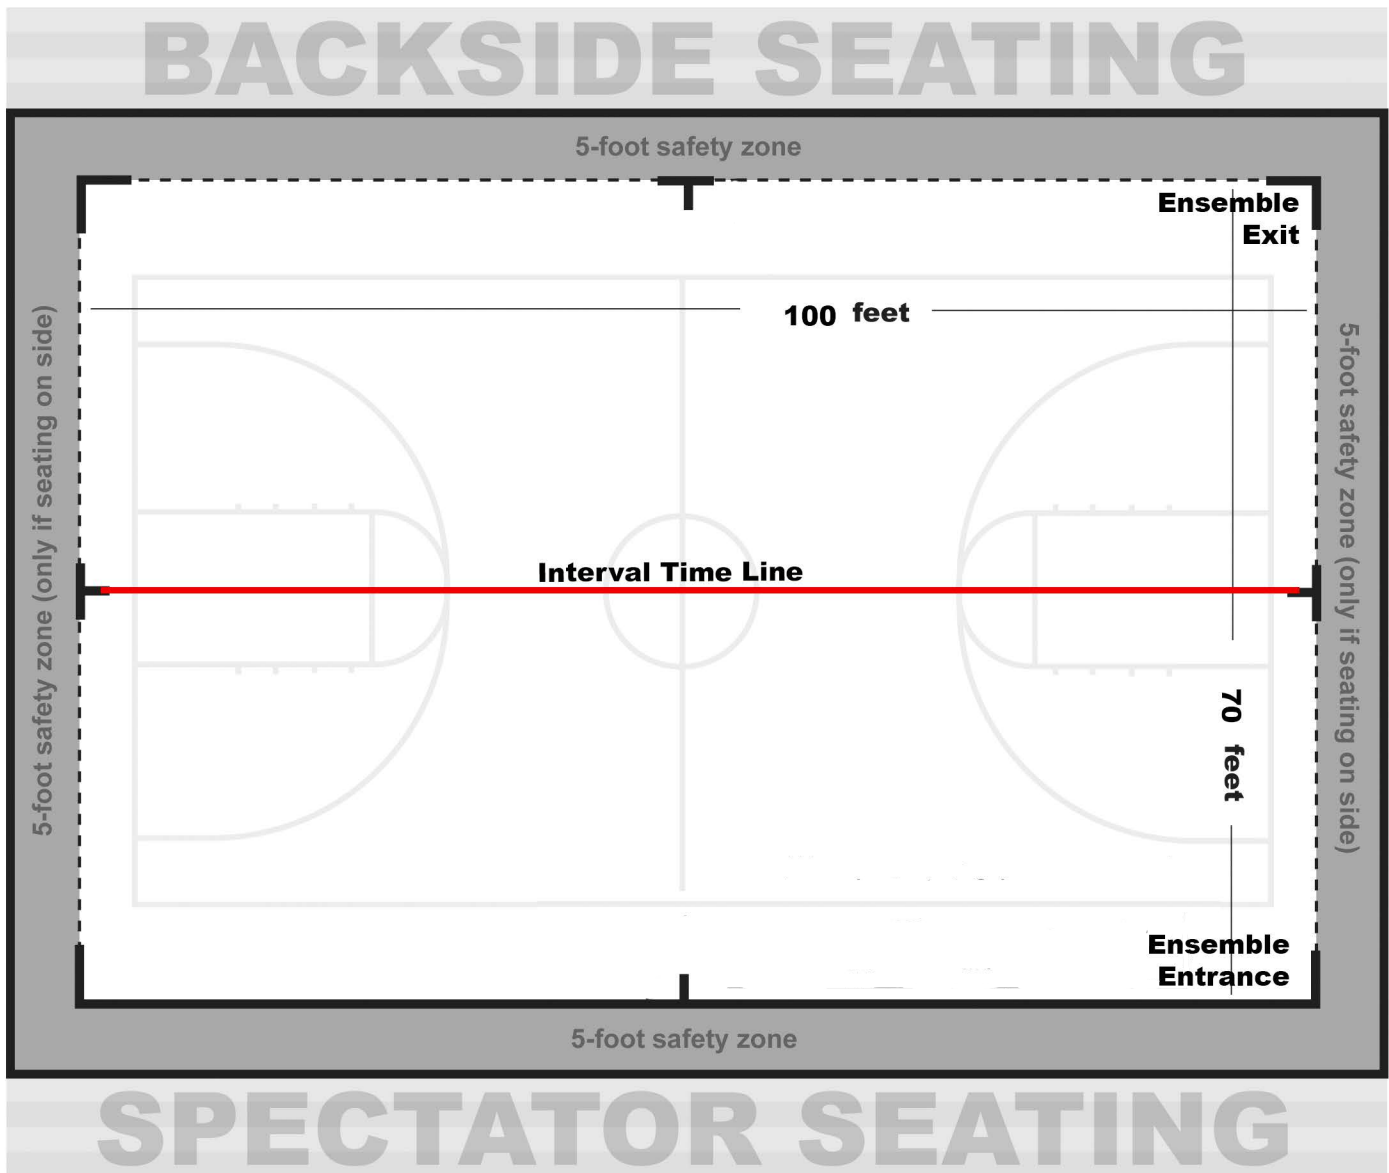 BACKSIDE SEATING
5-foot safety zone
Ensemble
Exit
100 feet
5-foot safety zone (only if seating on side)
5-foot safety zone (only if seating on side)
Interval Time Line
70 feet
Ensemble
Entrance
5-foot safety zone
SPECTATOR SEATING